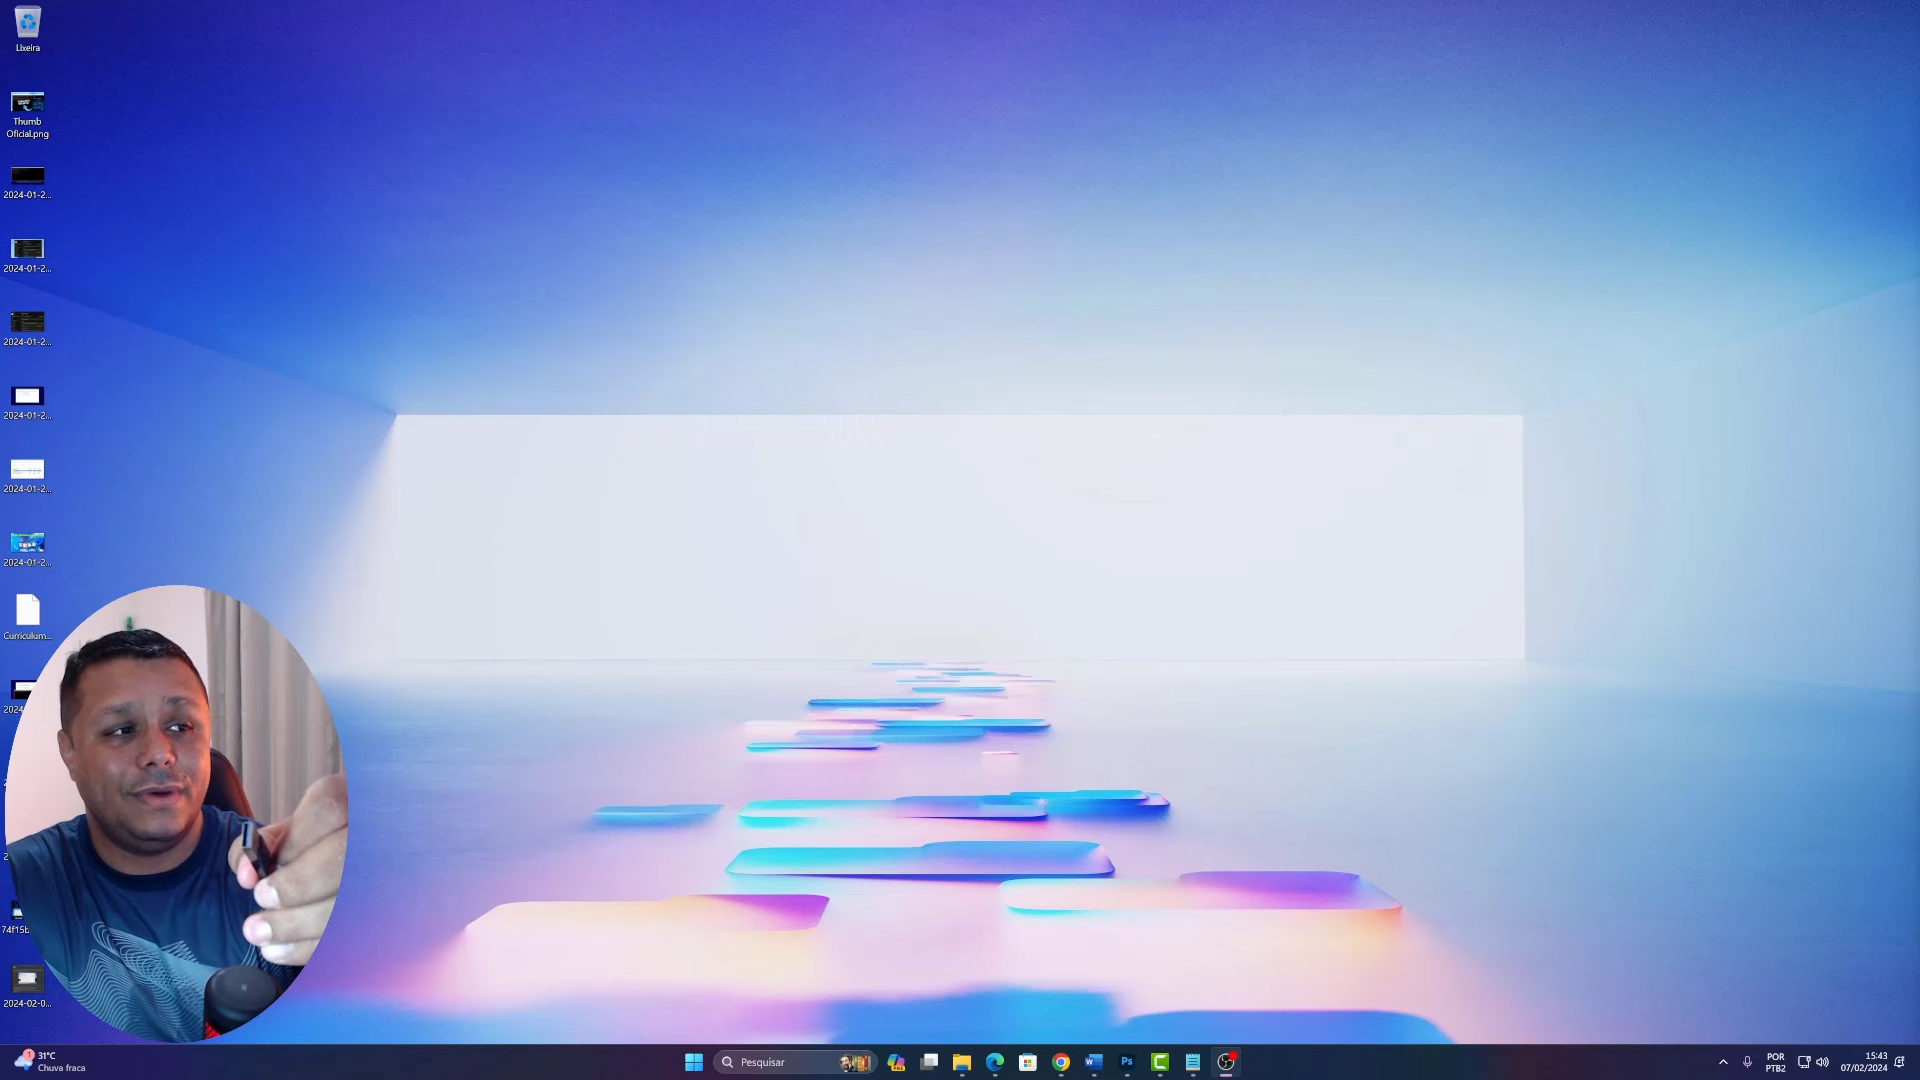 Lixeira
Thumb
Oficial.png
2024-01-2...
2024-01-2...
2024-01-2...
2024-01-2...
2024-01-2...
2024-01-2...
Curriculum...
2024
74f15b
2024-02-0...
31°C
Chuva fraca
Pesquisar
POR
PTB2
15:43
07/02/2024